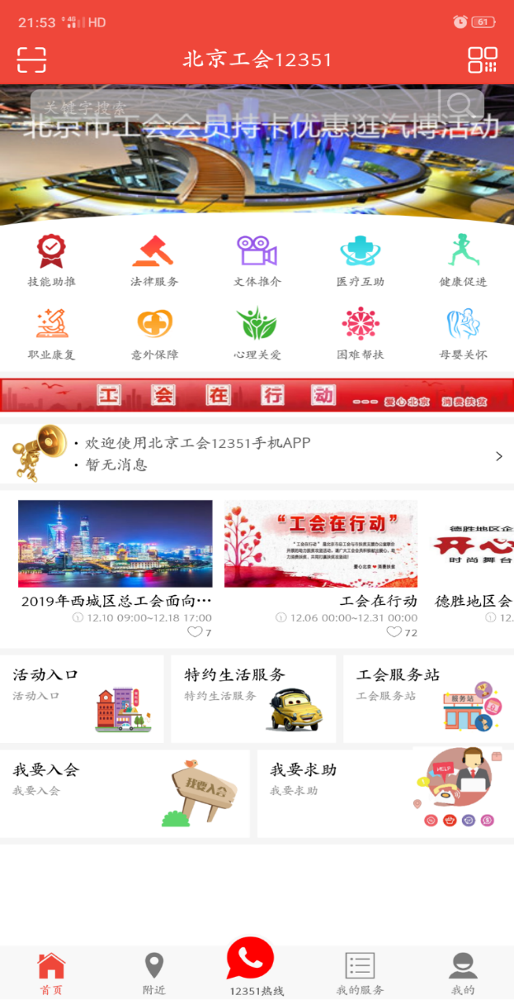 21:53 4G HD 61
北京工会12351
关键字搜索
北京市工会会员持卡优惠逛汽博活动
技能助推 法律服务 文体推介 医疗互助 健康促进
职业康复 意外保障 心理关爱 困难帮扶 母婴关怀
工会在行动 --- 爱心北京 消费扶贫
· 欢迎使用北京工会12351手机APP
· 暂无消息
“工会在行动”
爱心北京 消费扶贫
德胜地区企
开心
时尚舞台
2019年西城区总工会面向… 工会在行动 德胜地区会
12.10 09:00~12.18 17:00 12.06 00:00~12.31 00:00 12.
7 72
活动入口 特约生活服务 工会服务站
活动入口 特约生活服务 工会服务站
服务站
我要入会 我要求助
我要入会 我要求助
我要入会
HELP
首页 附近 12351热线 我的服务 我的